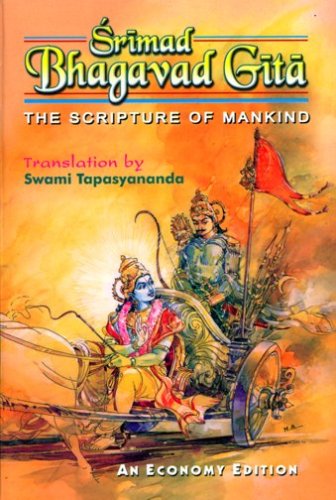 Śrīmad
Bhagavad Gītā
THE SCRIPTURE OF MANKIND
Translation by
Swami Tapasyananda
AN ECONOMY EDITION